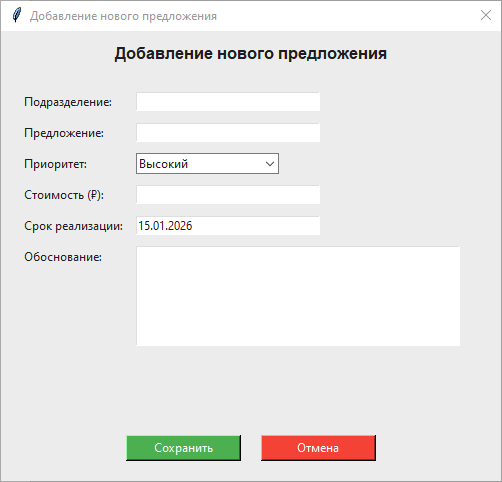 Добавление нового предложения
Добавление нового предложения
Подразделение:
Предложение:
Приоритет: Высокий
Стоимость (₽):
Срок реализации: 15.01.2026
Обоснование:
Сохранить Отмена